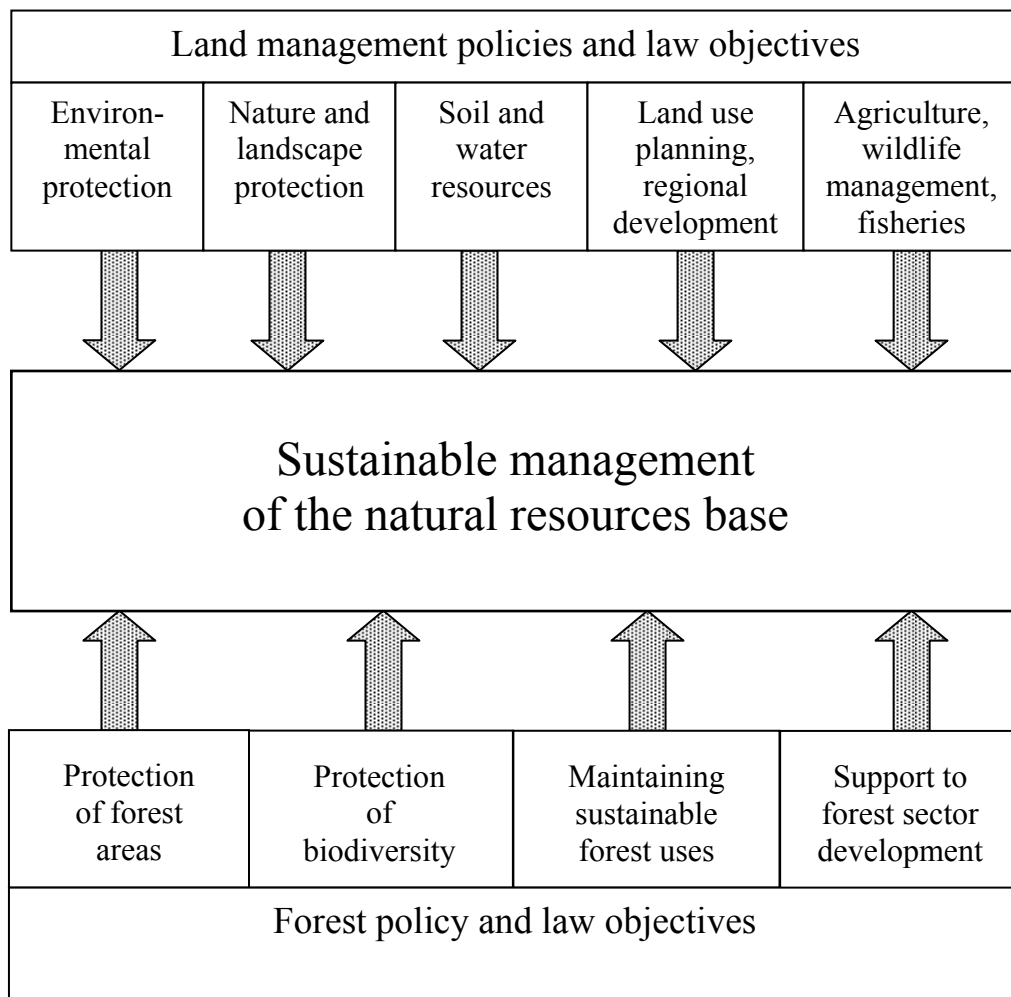 Land management policies and law objectives
Environ-
mental
protection
Nature and
landscape
protection
Soil and
water
resources
Land use
planning,
regional
development
Agriculture,
wildlife
management,
fisheries
Sustainable management
of the natural resources base
Protection
of forest
areas
Protection
of
biodiversity
Maintaining
sustainable
forest uses
Support to
forest sector
development
Forest policy and law objectives